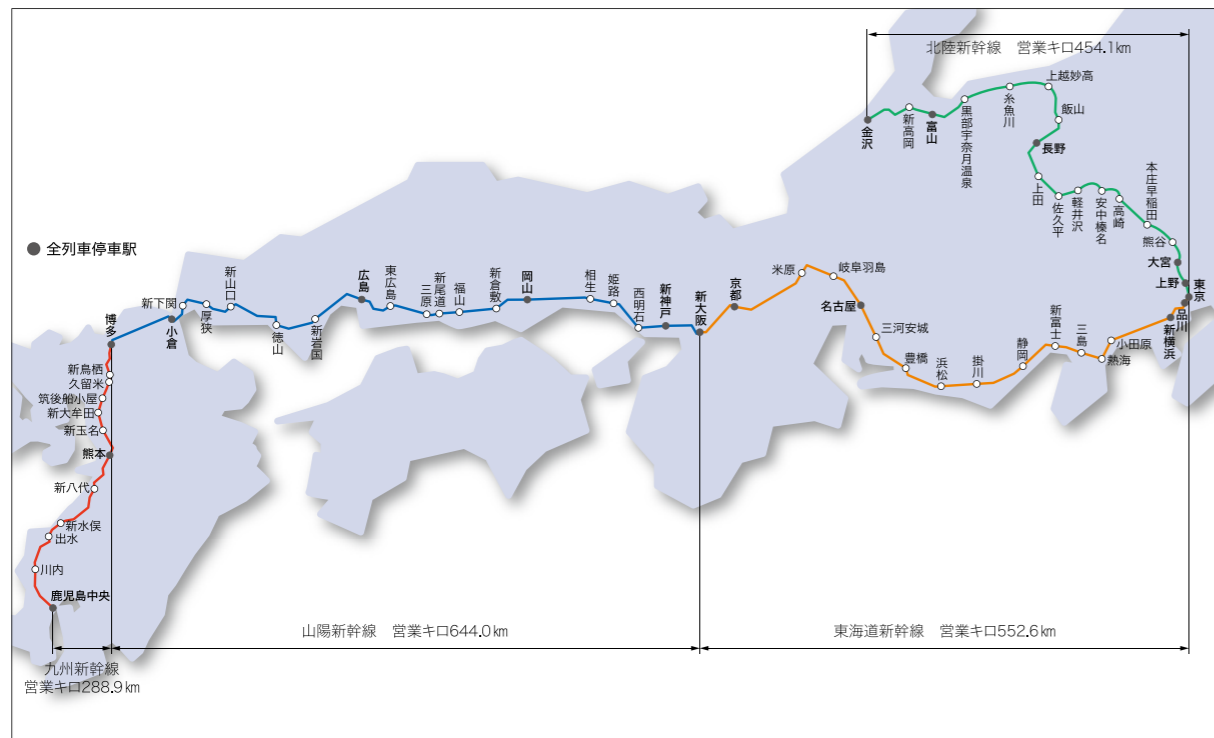 北陸新幹線　営業キロ454.1km
上越妙高
糸魚川
黒部宇奈月温泉
富山
新高岡
金沢
飯山
長野
上田
佐久平
軽井沢
安中榛名
高崎
本庄早稲田
熊谷
大宮
上野
東京
品川
新横浜
小田原
熱海
三島
新富士
静岡
掛川
浜松
豊橋
三河安城
名古屋
岐阜羽島
米原
京都
新大阪
新神戸
西明石
姫路
相生
岡山
新倉敷
福山
新尾道
三原
東広島
広島
新岩国
徳山
新山口
厚狭
新下関
小倉
博多
● 全列車停車駅
新鳥栖
久留米
筑後船小屋
新大牟田
新玉名
熊本
新八代
新水俣
出水
川内
鹿児島中央
九州新幹線
営業キロ288.9km
山陽新幹線　営業キロ644.0km
東海道新幹線　営業キロ552.6km